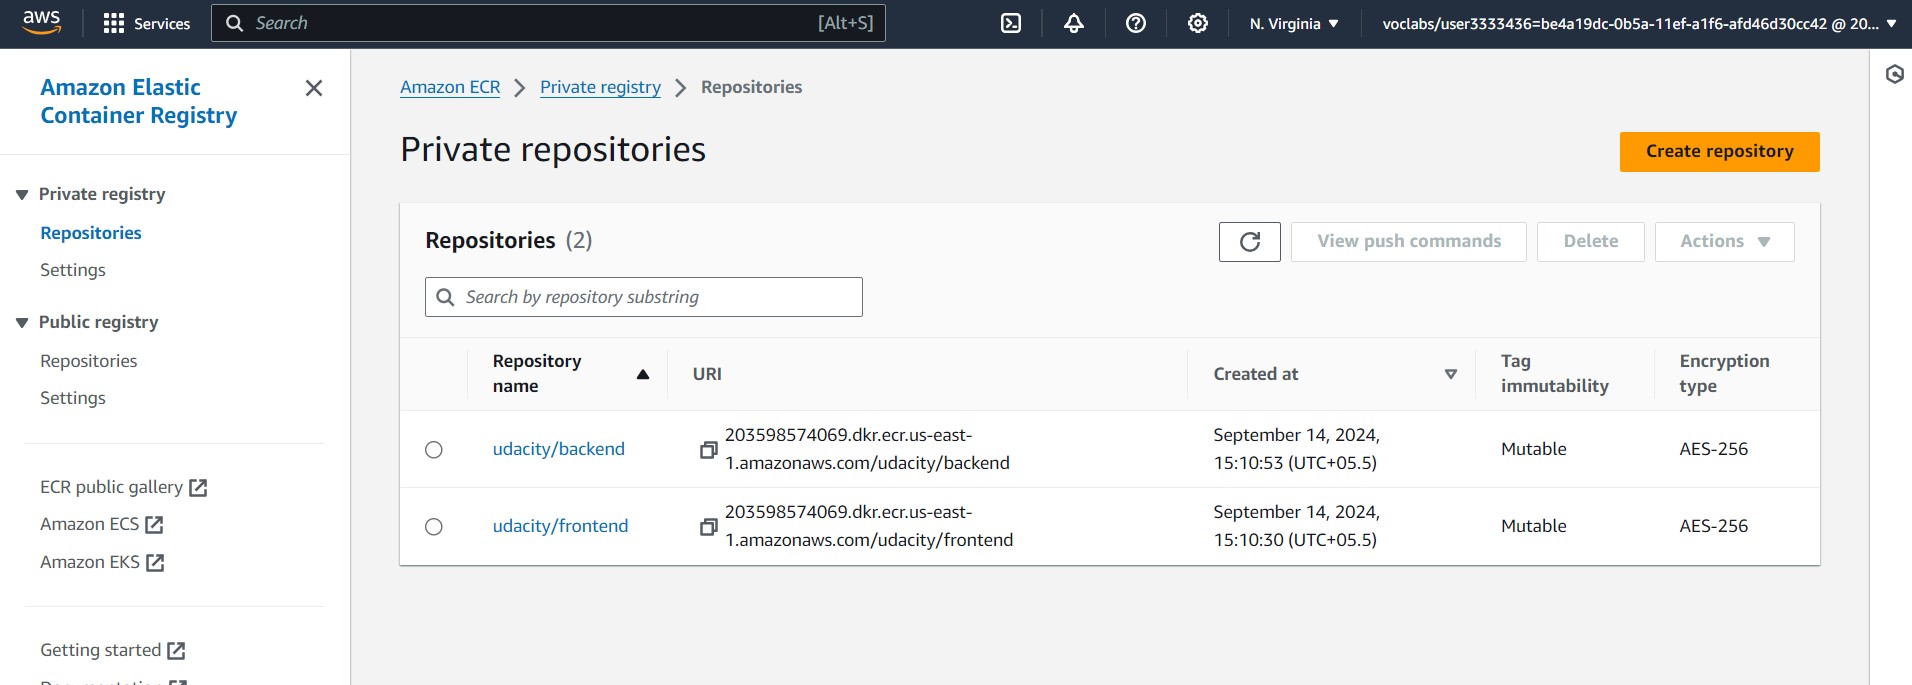 aws
Services
Search
[Alt+S]
N. Virginia
voclabs/user3333436=be4a19dc-0b5a-11ef-a1f6-afd46d30cc42 @ 20...
Amazon Elastic
Container Registry
Private registry
Repositories
Settings
Public registry
Repositories
Settings
ECR public gallery
Amazon ECS
Amazon EKS
Getting started
Documentation
Amazon ECR
Private registry
Repositories
Private repositories
Create repository
Repositories (2)
View push commands
Delete
Actions
Search by repository substring
Repository
name
URI
Created at
Tag
immutability
Encryption
type
udacity/backend
203598574069.dkr.ecr.us-east-
1.amazonaws.com/udacity/backend
September 14, 2024,
15:10:53 (UTC+05.5)
Mutable
AES-256
udacity/frontend
203598574069.dkr.ecr.us-east-
1.amazonaws.com/udacity/frontend
September 14, 2024,
15:10:30 (UTC+05.5)
Mutable
AES-256